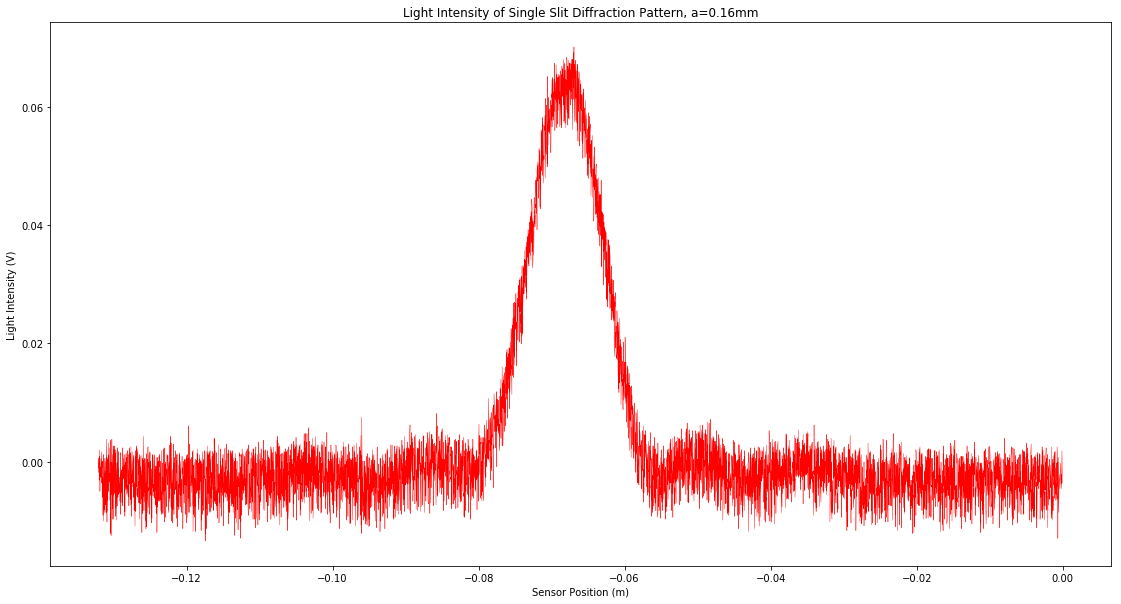 Light Intensity of Single Slit Diffraction Pattern, a=0.16mm
0.06
0.04
0.02
0.00
Light Intensity (V)
−0.12 −0.10 −0.08 −0.06 −0.04 −0.02 0.00
Sensor Position (m)